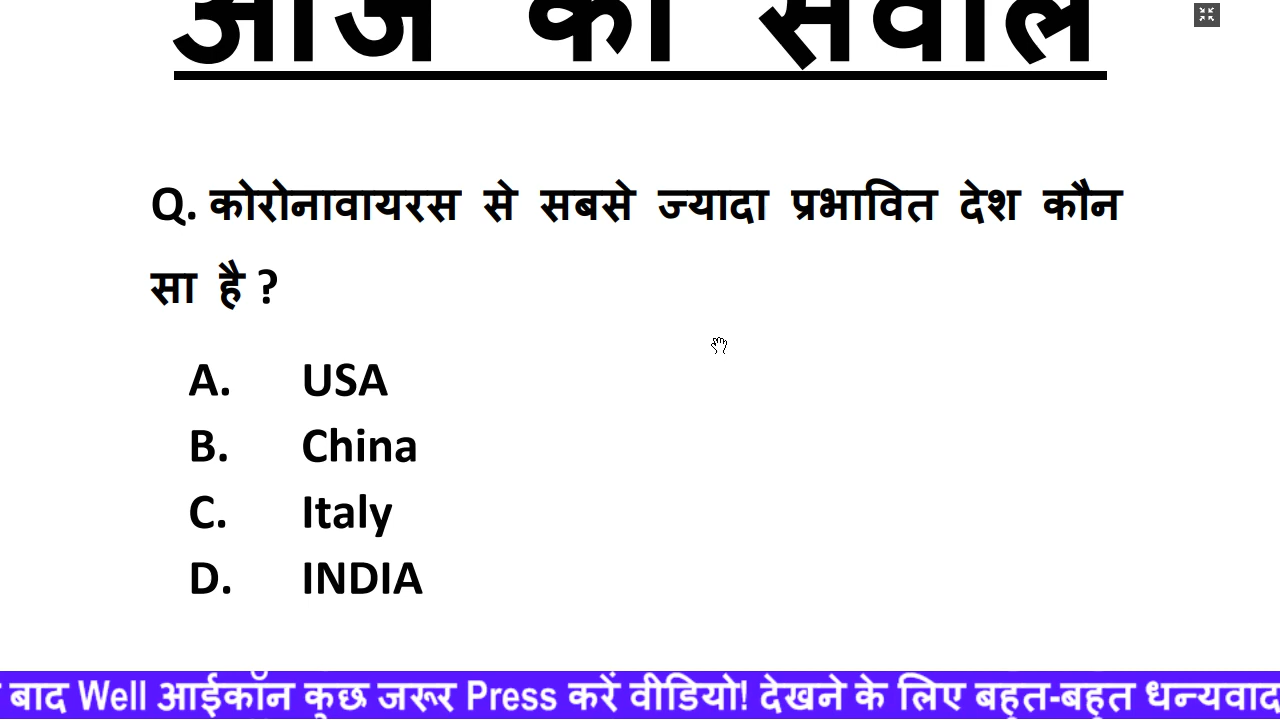 आज का सवाल
Q. कोरोनावायरस से सबसे ज्यादा प्रभावित देश कौन
सा है ?
A. USA
B. China
C. Italy
D. INDIA
बाद Well आईकॉन कुछ जरूर Press करें वीडियो! देखने के लिए बहुत-बहुत धन्यवाद